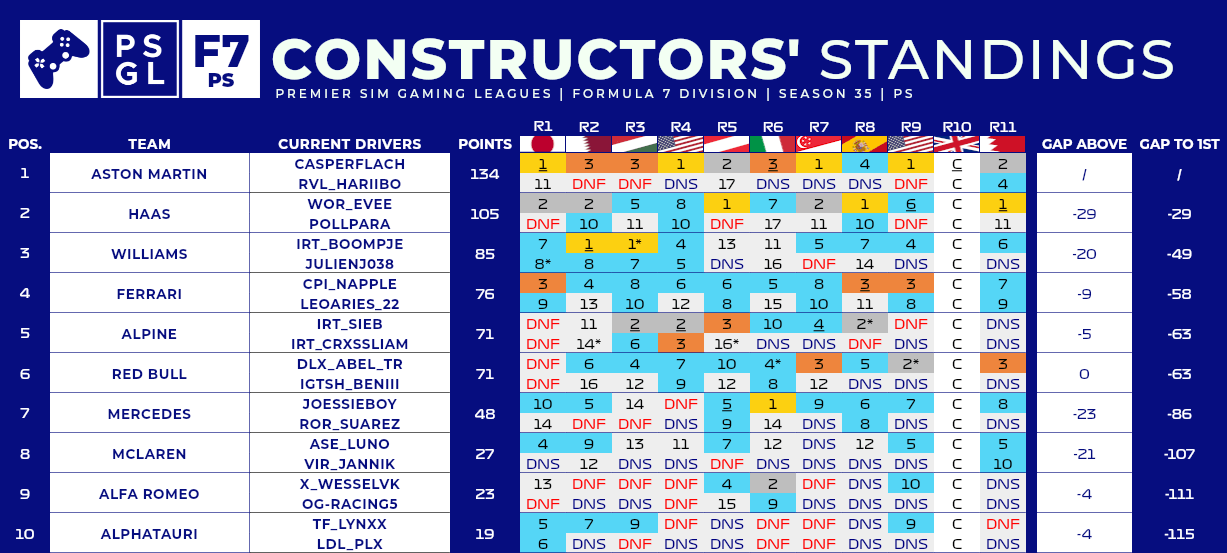 PS
GL
F7
PS
CONSTRUCTORS' STANDINGS
PREMIER SIM GAMING LEAGUES | FORMULA 7 DIVISION | SEASON 35 | PS
POS. TEAM CURRENT DRIVERS POINTS R1 R2 R3 R4 R5 R6 R7 R8 R9 R10 R11 GAP ABOVE GAP TO 1ST
CASPERFLACH 1 3 3 1 2 3 1 4 1 C 2
1 ASTON MARTIN 134 / /
RVL_HARIIBO 11 DNF DNF DNS 17 DNS DNS DNS DNF C 4
WOR_EVEE 2 2 5 8 1 7 2 1 6 C 1
2 HAAS 105 -29 -29
POLLPARA DNF 10 11 10 DNF 17 11 10 DNF C 11
IRT_BOOMPJE 7 1 1* 4 13 11 5 7 4 C 6
3 WILLIAMS 85 -20 -49
JULIENJ038 8* 8 7 5 DNS 16 DNF 14 DNS C DNS
CPI_NAPPLE 3 4 8 6 6 5 8 3 3 C 7
4 FERRARI 76 -9 -58
LEOARIES_22 9 13 10 12 8 15 10 11 8 C 9
IRT_SIEB DNF 11 2 2 3 10 4 2* DNF C DNS
5 ALPINE 71 -5 -63
IRT_CRXSSLIAM DNF 14* 6 3 16* DNS DNS DNF DNS C DNS
DLX_ABEL_TR DNF 6 4 7 10 4* 3 5 2* C 3
6 RED BULL 71 0 -63
IGTSH_BENIII DNF 16 12 9 12 8 12 DNS DNS C DNS
JOESSIEBOY 10 5 14 DNF 5 1 9 6 7 C 8
7 MERCEDES 48 -23 -86
ROR_SUAREZ 14 DNF DNF DNS 9 14 DNS 8 DNS C DNS
ASE_LUNO 4 9 13 11 7 12 DNS 12 5 C 5
8 MCLAREN 27 -21 -107
VIR_JANNIK DNS 12 DNS DNS DNF DNS DNS DNS DNS C 10
X_WESSELVK 13 DNF DNF DNF 4 2 DNF DNS 10 C DNS
9 ALFA ROMEO 23 -4 -111
OG-RACING5 DNF DNS DNS DNS 15 9 DNS DNS DNS C DNS
TF_LYNXX 5 7 9 DNF DNS DNF DNF DNS 9 C DNF
10 ALPHATAURI 19 -4 -115
LDL_PLX 6 DNS DNF DNS DNS DNF DNF DNS DNS C DNS